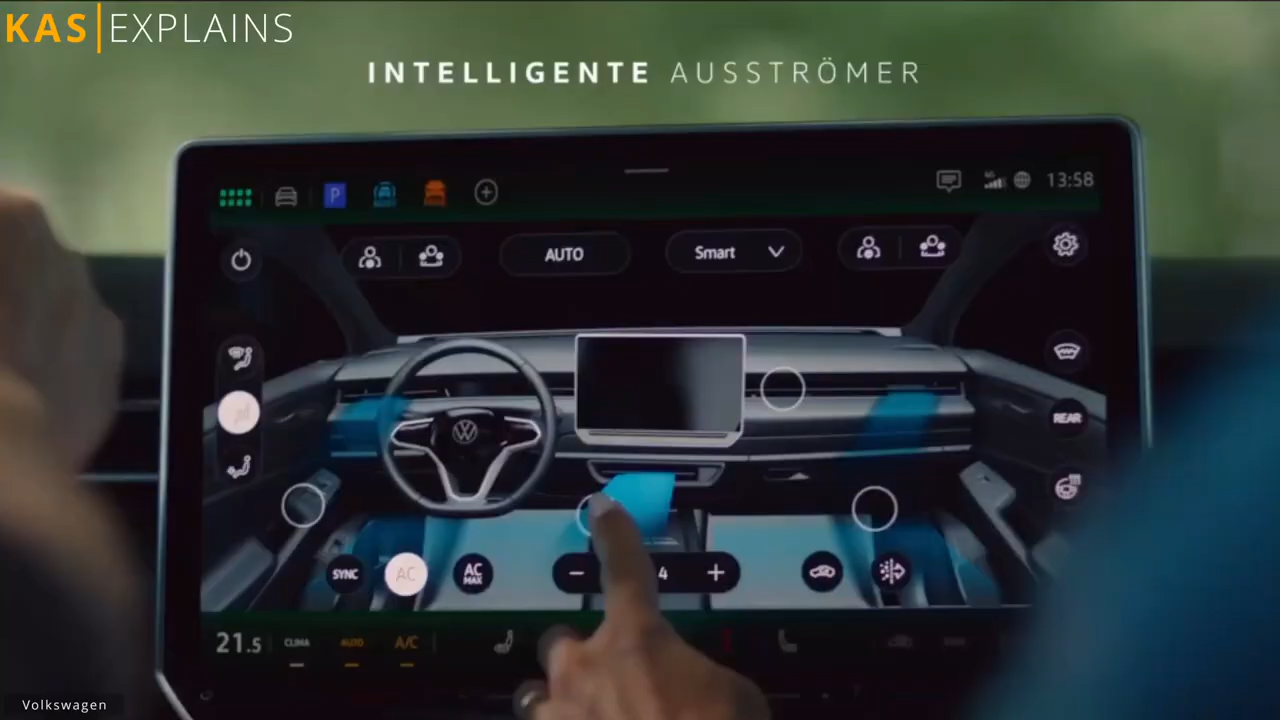 KAS|EXPLAINS
INTELLIGENTE AUSSTRÖMER
P
4G
13:58
AUTO
Smart
REAR
SYNC
AC
AC MAX
4
21.5
CLIMA
AUTO
A/C
Volkswagen